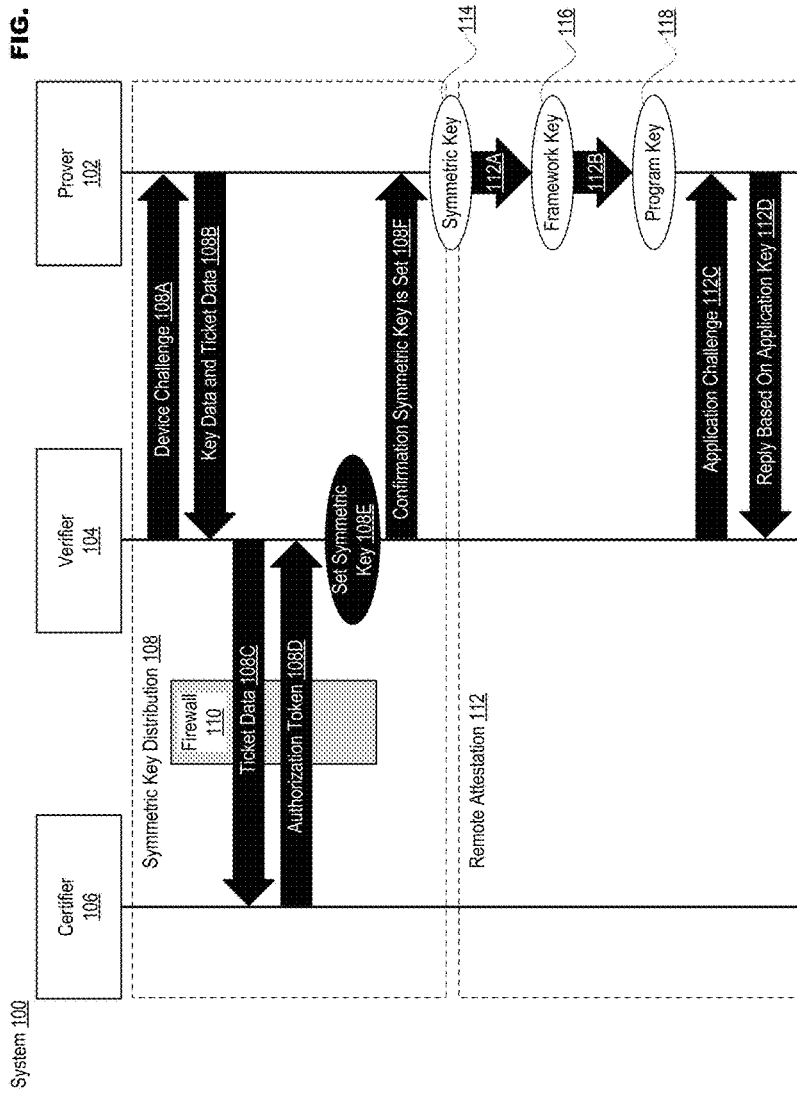 FIG.
System 100
Certifier
106
Verifier
104
Prover
102
Symmetric Key Distribution 108
Device Challenge 108A
Key Data and Ticket Data 108B
Firewall
110
Ticket Data 108C
Authorization Token 108D
Set Symmetric
Key 108E
Confirmation Symmetric Key is Set 108F
Symmetric Key
114
Remote Attestation 112
112A
Framework Key
116
112B
Program Key
118
Application Challenge 112C
Reply Based On Application Key 112D